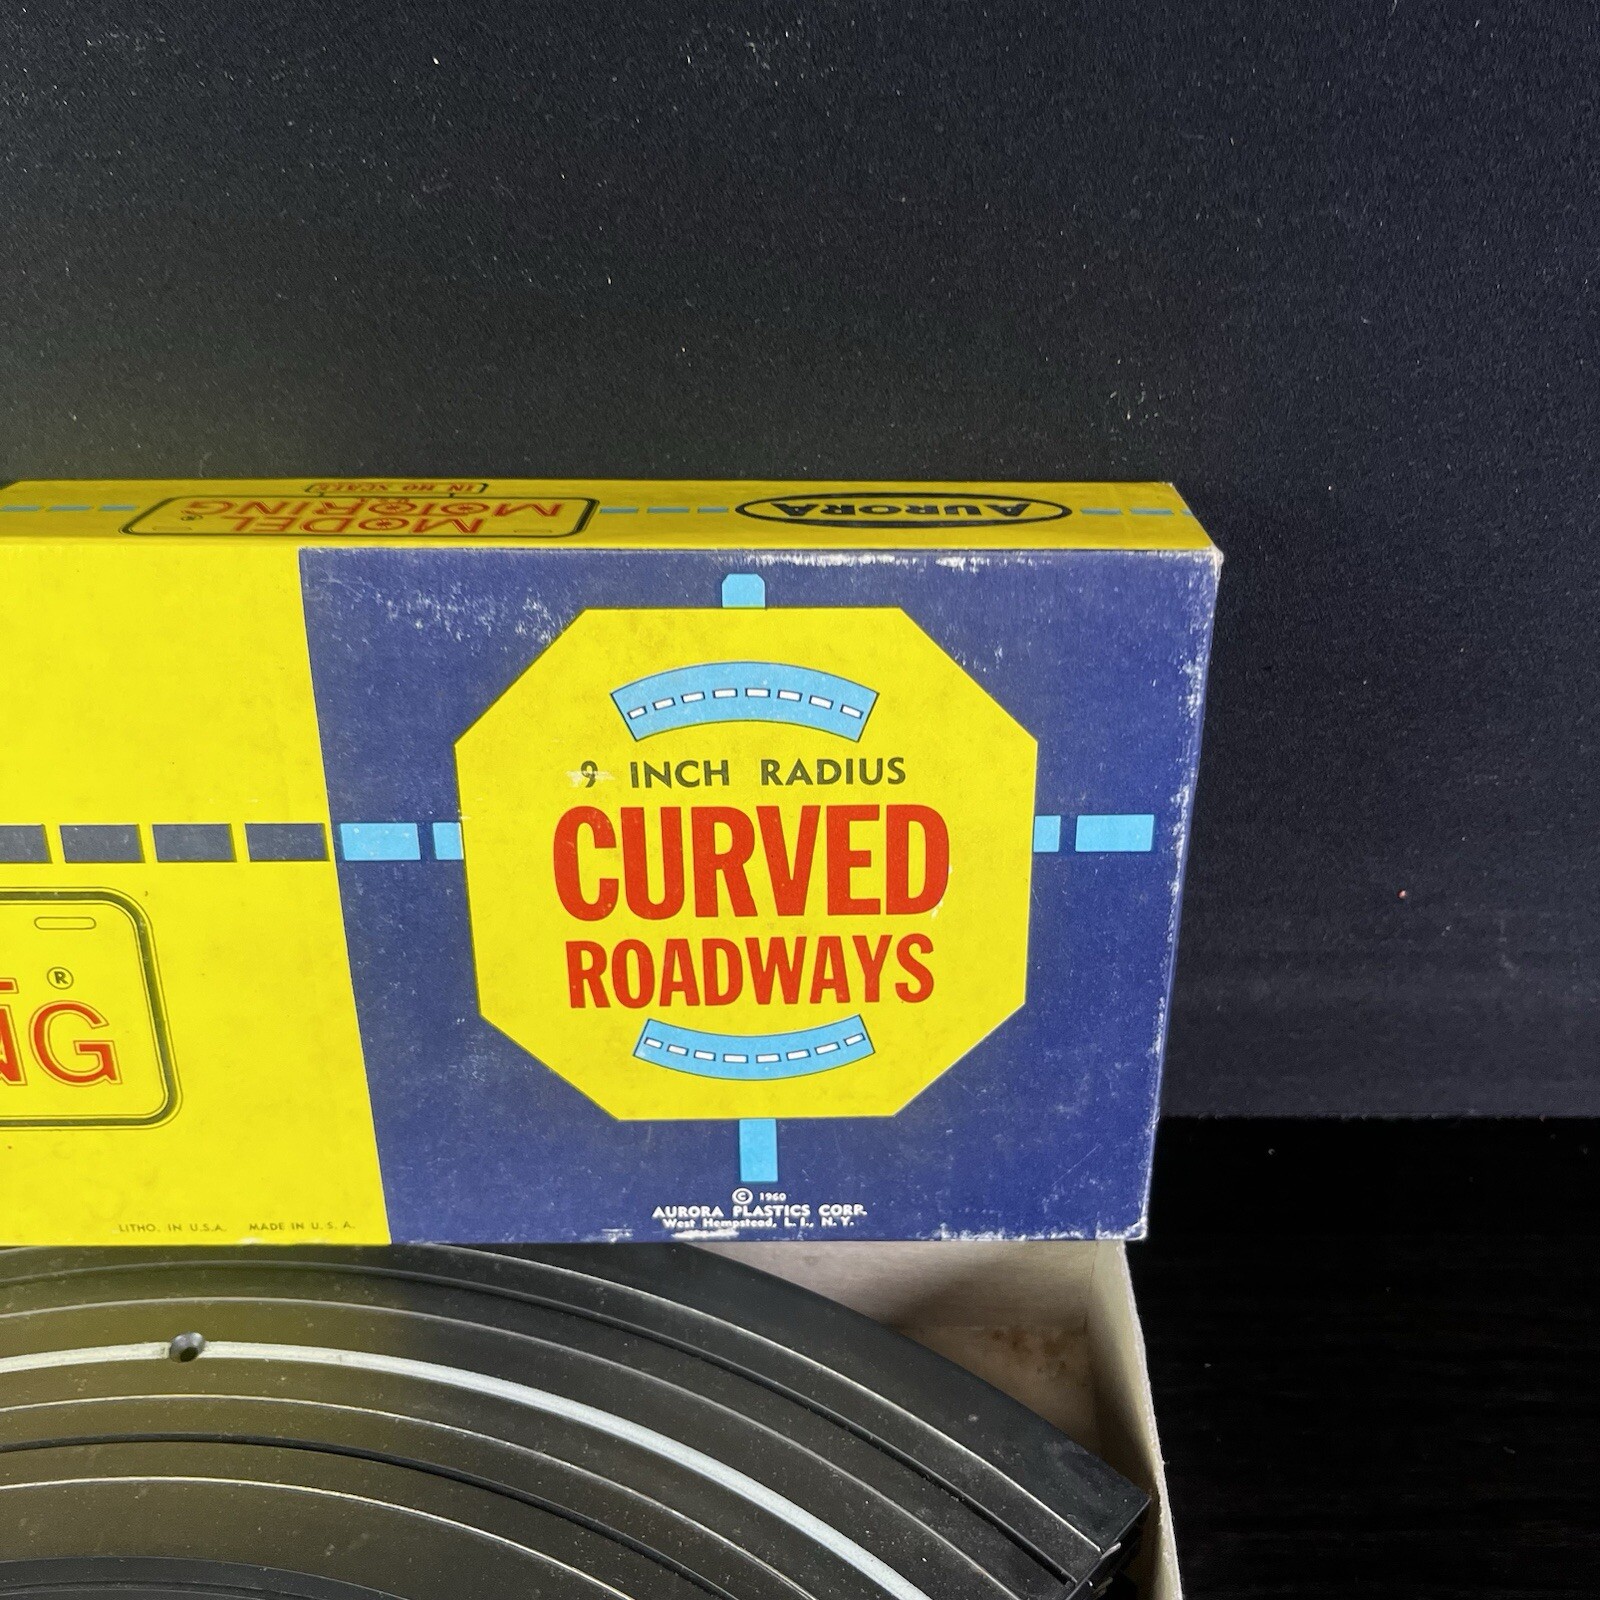 IN HO SCALE
MODEL
MOTORING®
AURORA
9 INCH RADIUS
CURVED
ROADWAYS
®
NG
© 1960
AURORA PLASTICS CORP.
West Hempstead, L. I., N. Y.
LITHO. IN U.S.A. MADE IN U. S. A.